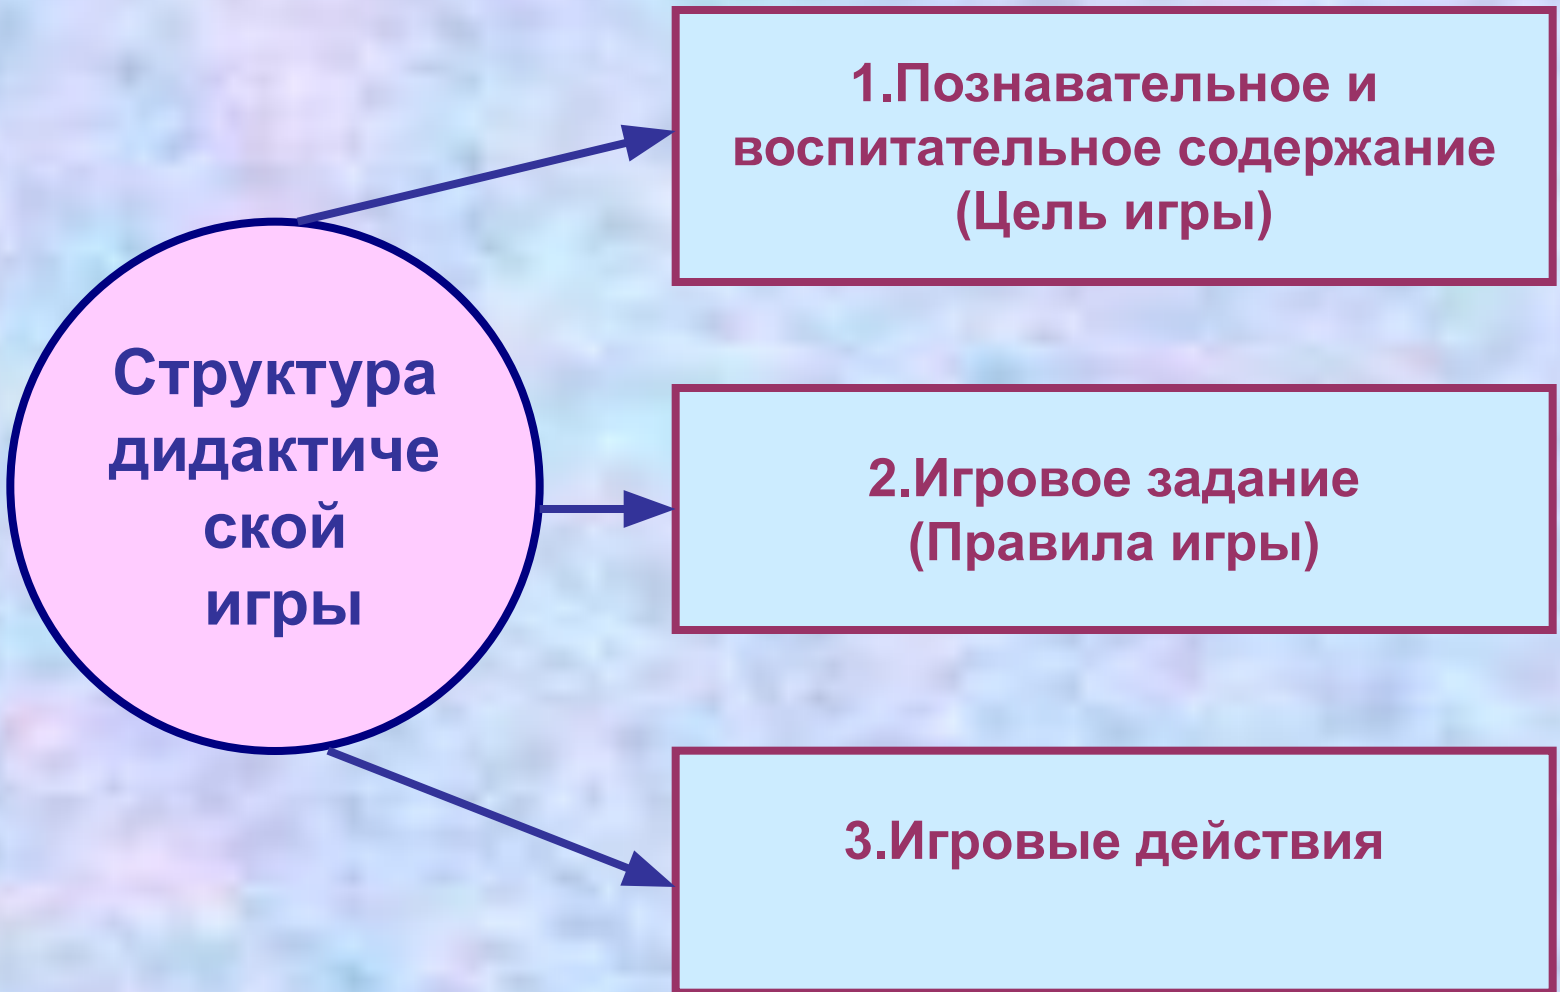 Структура
дидактиче
ской
игры
1.Познавательное и
воспитательное содержание
(Цель игры)
2.Игровое задание
(Правила игры)
3.Игровые действия